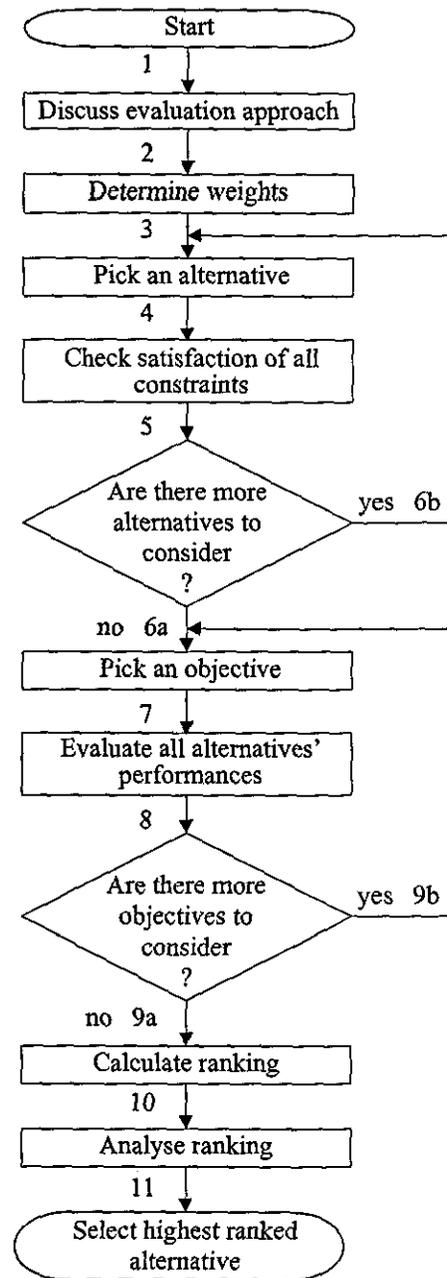 Start
1
Discuss evaluation approach
2
Determine weights
3
Pick an alternative
4
Check satisfaction of all
constraints
5
Are there more
alternatives to
consider
?
yes 6b
no 6a
Pick an objective
7
Evaluate all alternatives’
performances
8
Are there more
objectives to
consider
?
yes 9b
no 9a
Calculate ranking
10
Analyse ranking
11
Select highest ranked
alternative